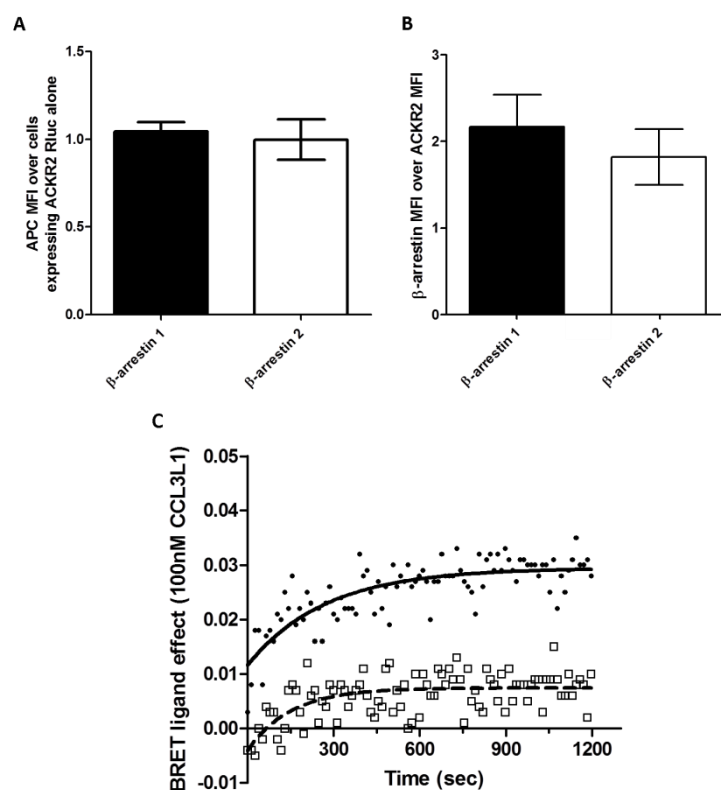 A
APC MFI over cells
expressing ACKR2 Rluc alone
1.5
1.0
0.5
0.0
β-arrestin 1
β-arrestin 2
B
β-arrestin MFI over ACKR2 MFI
3
2
1
0
β-arrestin 1
β-arrestin 2
C
BRET ligand effect (100nM CCL3L1)
0.05
0.04
0.03
0.02
0.01
0.00
-0.01
300
600
900
1200
Time (sec)